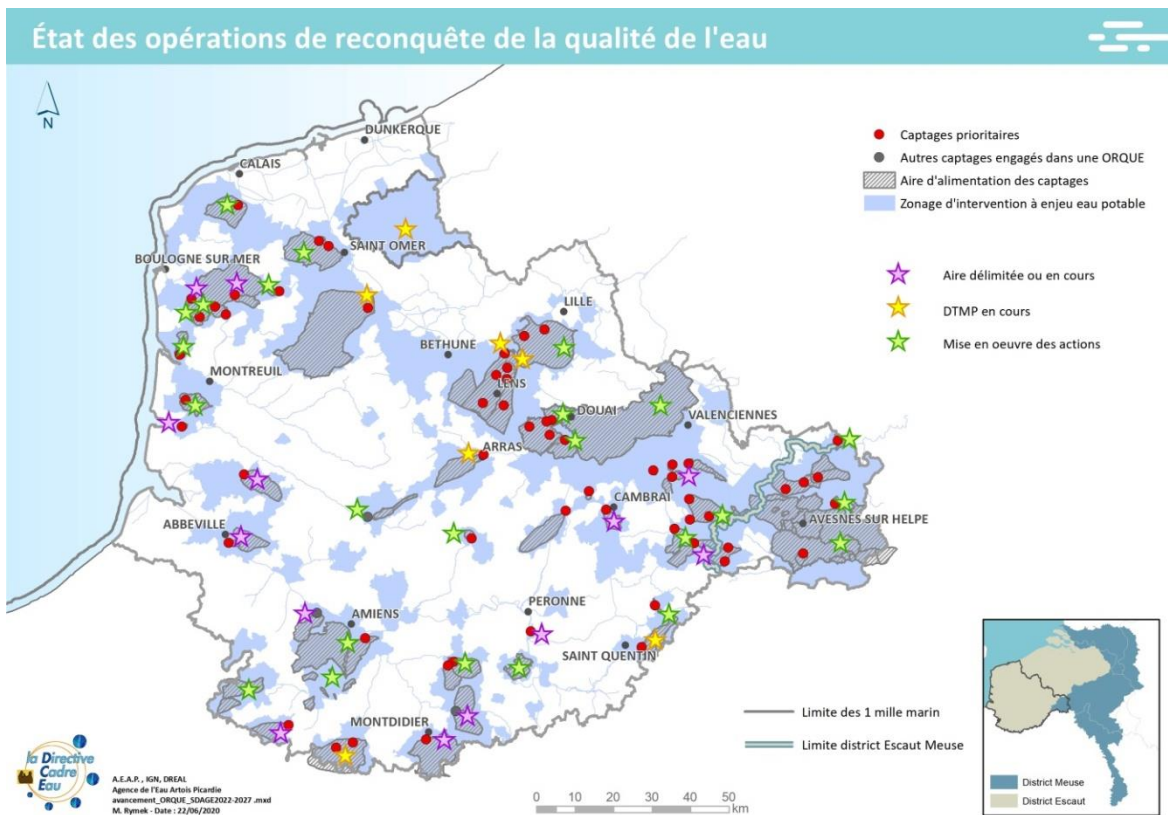 État des opérations de reconquête de la qualité de l'eau
N
DUNKERQUE
CALAIS
SAINT OMER
BOULOGNE SUR MER
LILLE
BETHUNE
MONTREUIL
LENS
DOUAI
VALENCIENNES
ARRAS
CAMBRAI
AVESNES SUR HELPE
ABBEVILLE
PERONNE
AMIENS
SAINT QUENTIN
MONTDIDIER
Captages prioritaires
Autres captages engagés dans une ORQUE
Aire d'alimentation des captages
Zonage d'intervention à enjeu eau potable
Aire délimitée ou en cours
DTMP en cours
Mise en oeuvre des actions
Limite des 1 mille marin
Limite district Escaut Meuse
District Meuse
District Escaut
la Directive
Cadre
Eau
A.E.A.P. , IGN, DREAL
Agence de l'Eau Artois Picardie
avancement_ORQUE_SDAGE2022-2027 .mxd
M. Rymek - Date : 22/06/2020
0 10 20 30 40 50
km